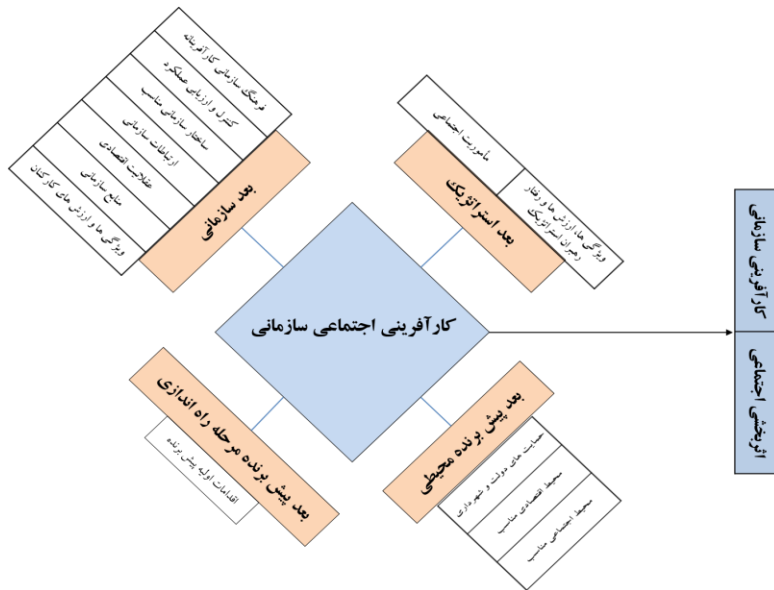 فرهنگ سازمانی کارآفرینانه
کنترل و ارزیابی عملکرد
ساختار سازمانی مناسب
ارتباطات سازمانی
عقلانیت اقتصادی
منابع سازمانی
ویژگی ها و ارزش های کارکنان
بعد سازمانی
مأموریت اجتماعی
ویژگی ها، ارزش ها و رفتار
رهبران استراتژیک
بعد استراتژیک
کارآفرینی اجتماعی سازمانی
کارآفرینی سازمانی
اثربخشی اجتماعی
بعد پیش برنده محیطی
حمایت های دولت و شهرداری
محیط اقتصادی مناسب
محیط اجتماعی مناسب
بعد پیش برنده مرحله راه اندازی
اقدامات اولیه پیش برنده